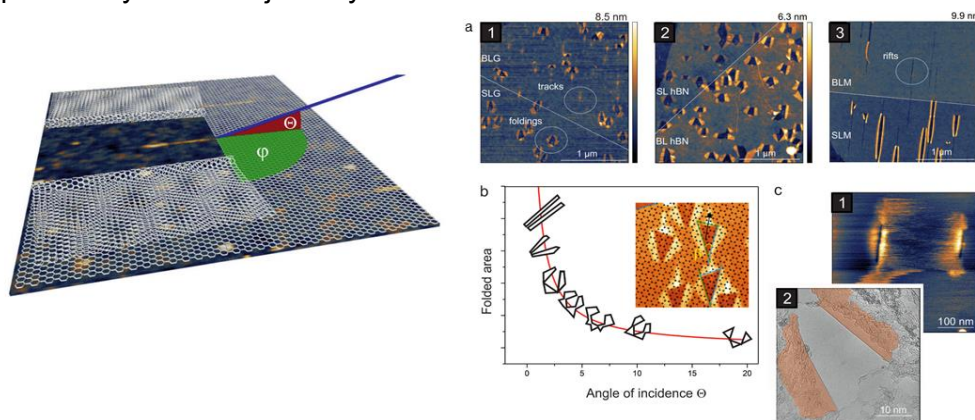 Θ
φ
a
8.5 nm
1
BLG
SLG
tracks
foldings
1 µm
6.3 nm
2
SL hBN
BL hBN
1 µm
9.9 nm
3
rifts
BLM
SLM
1 µm
b
Folded area
0 5 10 15 20
Angle of incidence Θ
c
1
100 nm
2
10 nm